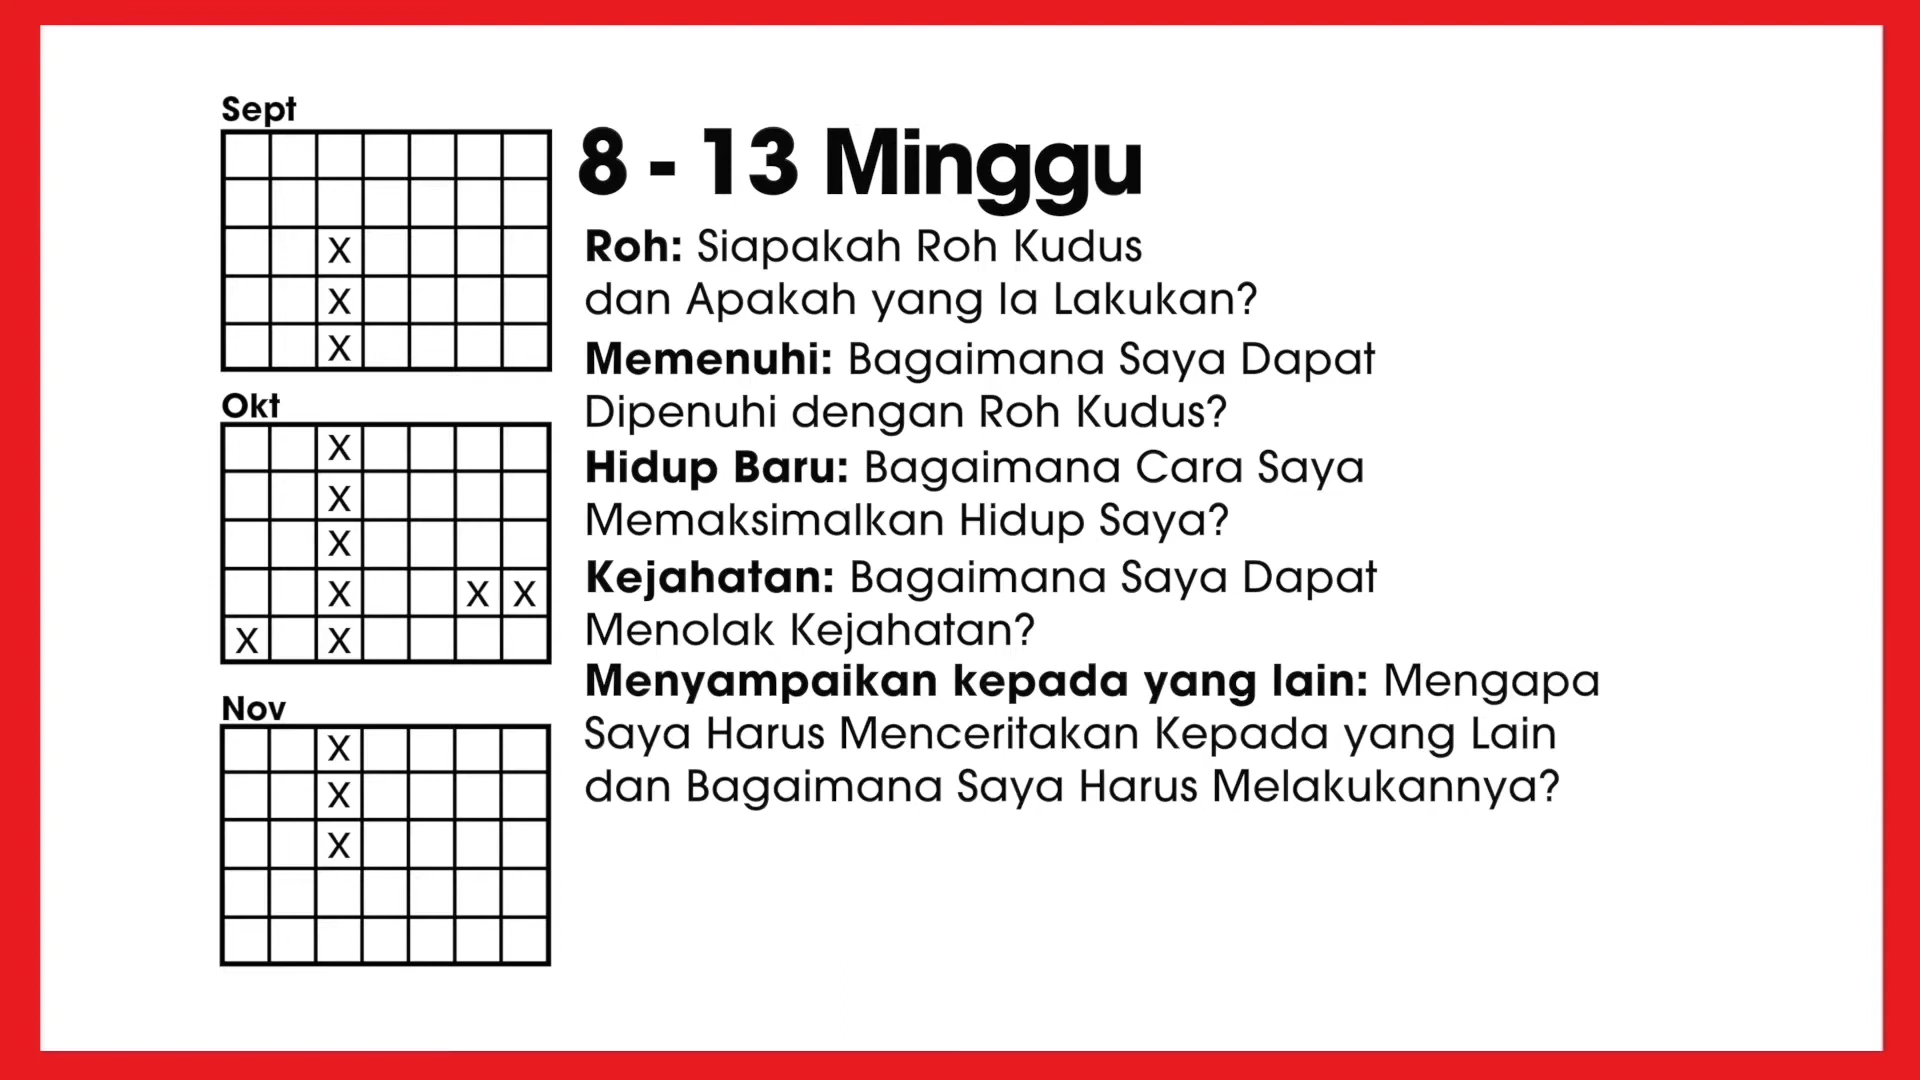 Sept
X
X
X
Okt
X
X
X
X X X
X X
Nov
X
X
X
8 - 13 Minggu
Roh: Siapakah Roh Kudus
dan Apakah yang Ia Lakukan?
Memenuhi: Bagaimana Saya Dapat
Dipenuhi dengan Roh Kudus?
Hidup Baru: Bagaimana Cara Saya
Memaksimalkan Hidup Saya?
Kejahatan: Bagaimana Saya Dapat
Menolak Kejahatan?
Menyampaikan kepada yang lain: Mengapa
Saya Harus Menceritakan Kepada yang Lain
dan Bagaimana Saya Harus Melakukannya?